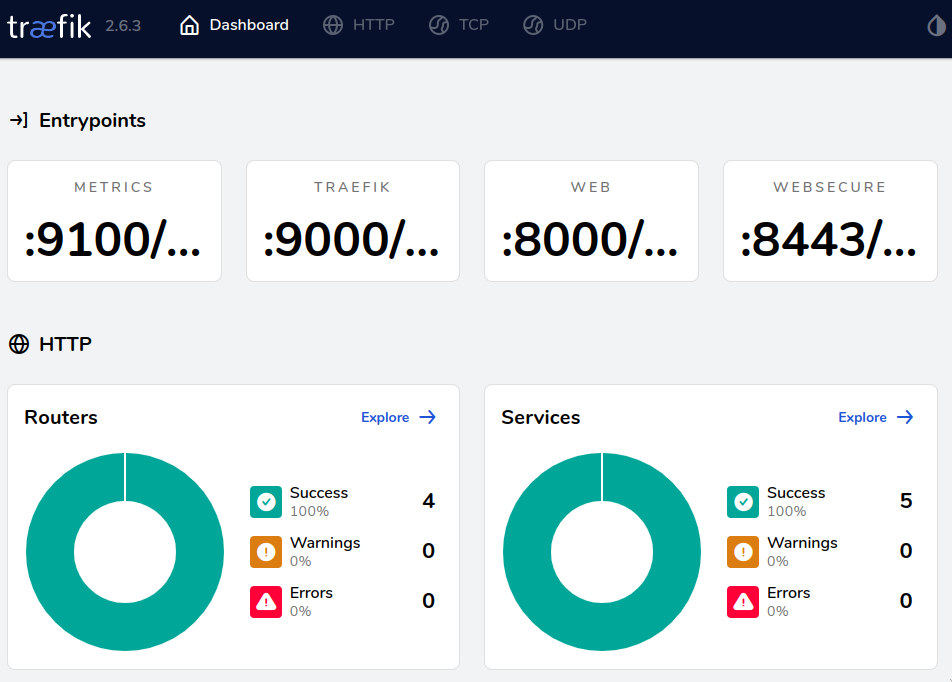 træfik 2.6.3 Dashboard HTTP TCP UDP
Entrypoints
METRICS
:9100/...
TRAEFIK
:9000/...
WEB
:8000/...
WEBSECURE
:8443/...
HTTP
Routers
Explore
Success
100%
4
Warnings
0%
0
Errors
0%
0
Services
Explore
Success
100%
5
Warnings
0%
0
Errors
0%
0